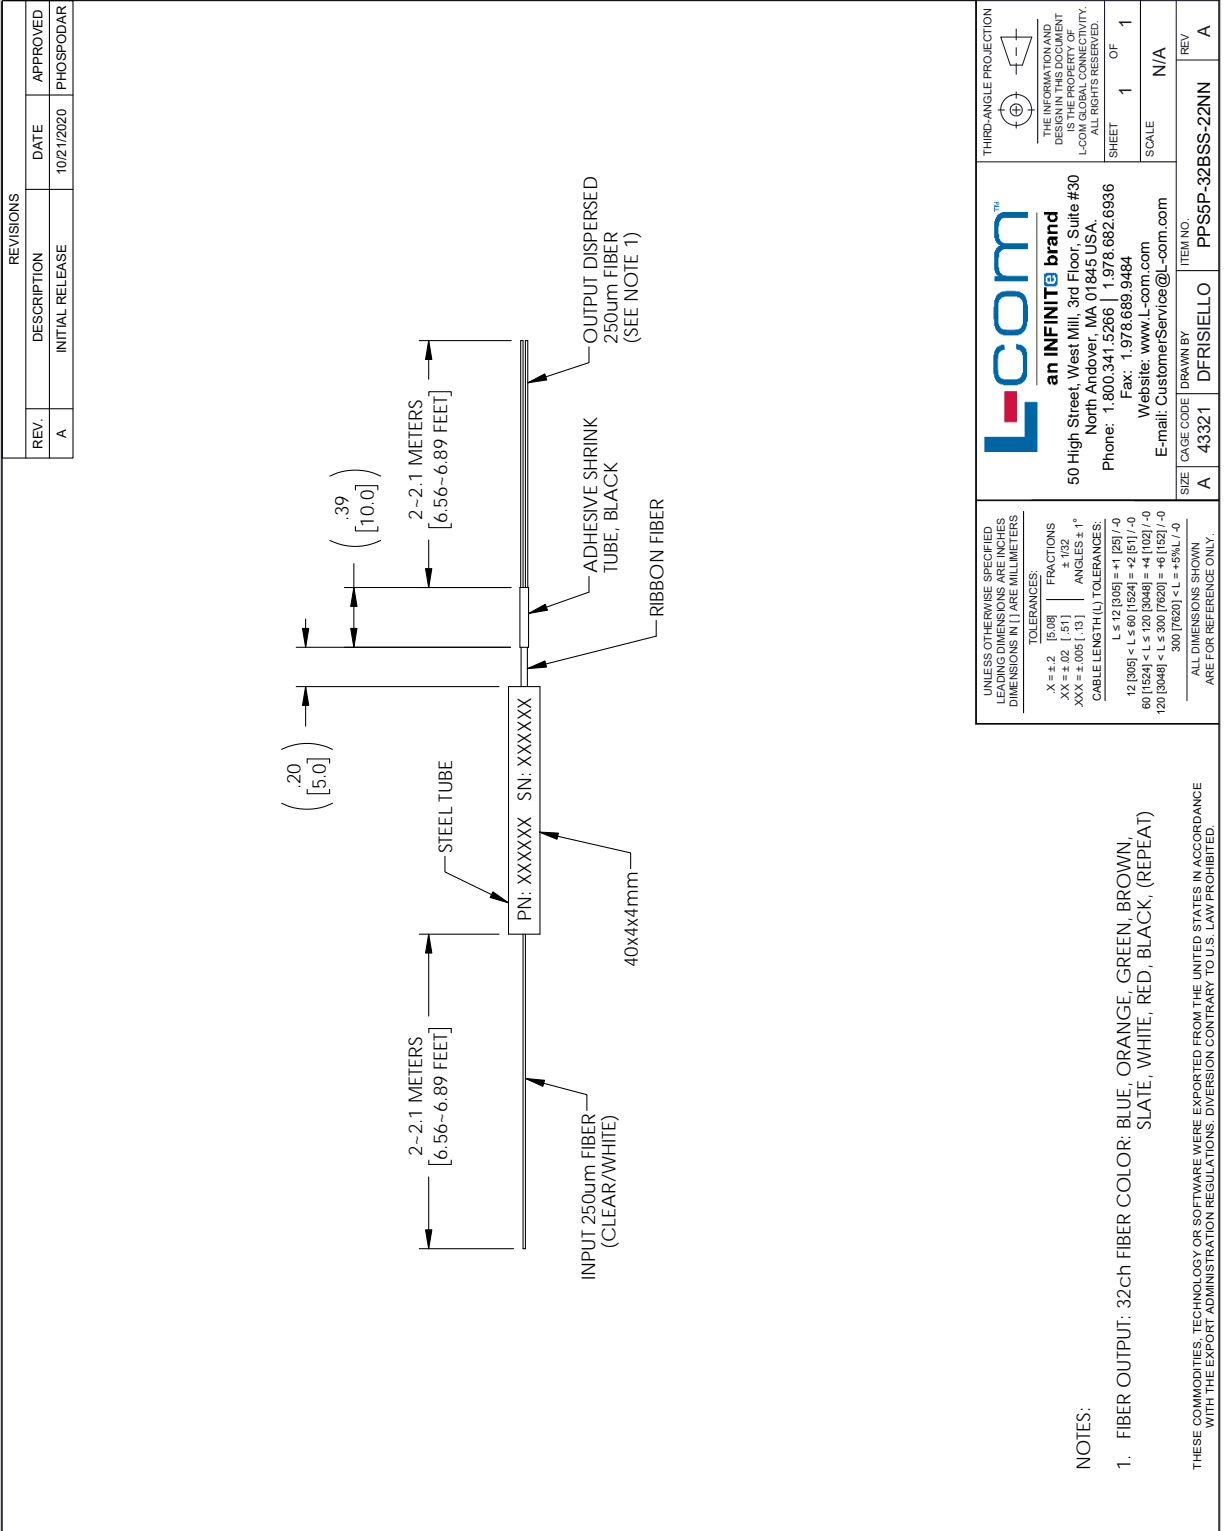 REVISIONS
REV. DESCRIPTION DATE APPROVED
A INITIAL RELEASE 10/21/2020 PHOSPODAR
( .20 [5.0] )
( .39 [10.0] )
2~2.1 METERS
[6.56~6.89 FEET]
2~2.1 METERS
[6.56~6.89 FEET]
STEEL TUBE
PN: XXXXXX SN: XXXXXX
INPUT 250um FIBER
(CLEAR/WHITE)
40x4x4mm
RIBBON FIBER
ADHESIVE SHRINK
TUBE, BLACK
OUTPUT DISPERSED
250um FIBER
(SEE NOTE 1)
NOTES:
1. FIBER OUTPUT: 32ch FIBER COLOR: BLUE, ORANGE, GREEN, BROWN,
SLATE, WHITE, RED, BLACK, (REPEAT)
THESE COMMODITIES, TECHNOLOGY OR SOFTWARE WERE EXPORTED FROM THE UNITED STATES IN ACCORDANCE
WITH THE EXPORT ADMINISTRATION REGULATIONS. DIVERSION CONTRARY TO U.S. LAW PROHIBITED.
UNLESS OTHERWISE SPECIFIED
LEADING DIMENSIONS ARE INCHES
DIMENSIONS IN [ ] ARE MILLIMETERS
TOLERANCES:
.X = ± .2 [5.08] FRACTIONS
.XX = ± .02 [ .51] ± 1/32
.XXX = ± .005 [ .13 ] ANGLES ± 1°
CABLE LENGTH (L) TOLERANCES:
L ≤ 12 [305] = +1 [25] / -0
12 [305] < L ≤ 60 [1524] = +2 [51] / -0
60 [1524] < L ≤ 120 [3048] = +4 [102] / -0
120 [3048] < L ≤ 300 [7620] = +6 [152] / -0
300 [7620] < L = +5%L / -0
ALL DIMENSIONS SHOWN
ARE FOR REFERENCE ONLY.
L-com™
an INFINITe brand
50 High Street, West Mill, 3rd Floor, Suite #30
North Andover, MA 01845 USA.
Phone: 1.800.341.5266 | 1.978.682.6936
Fax: 1.978.689.9484
Website: www.L-com.com
E-mail: CustomerService@L-com.com
THIRD-ANGLE PROJECTION
THE INFORMATION AND
DESIGN IN THIS DOCUMENT
IS THE PROPERTY OF
L-COM GLOBAL CONNECTIVITY.
ALL RIGHTS RESERVED.
SHEET 1 OF 1
SCALE N/A
SIZE A
CAGE CODE 43321
DRAWN BY DFRISIELLO
ITEM NO. PPS5P-32BSS-22NN
REV A